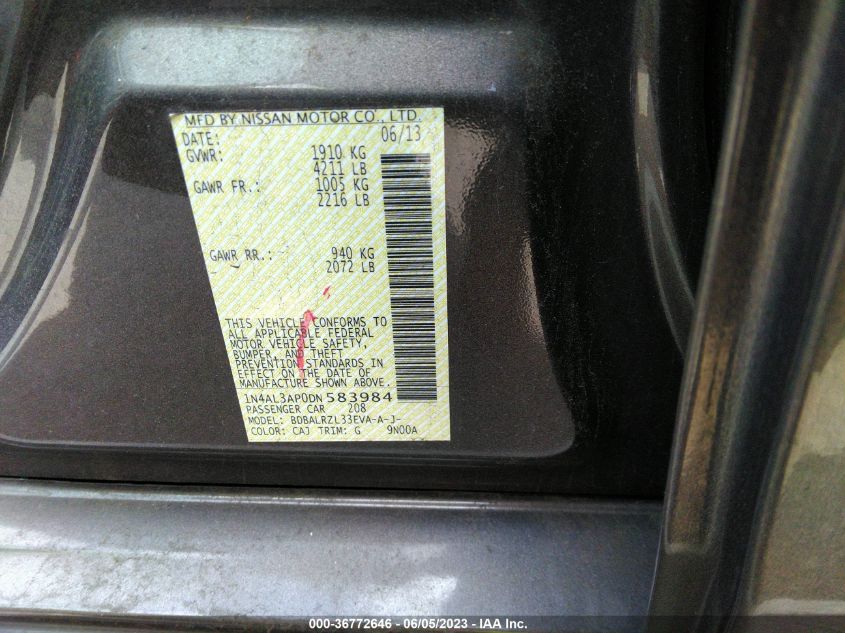 MFD BY NISSAN MOTOR CO., LTD.
DATE: 06/13
GVWR: 1910 KG
4211 LB
GAWR FR.: 1005 KG
2216 LB
GAWR RR.: 940 KG
2072 LB
THIS VEHICLE CONFORMS TO
ALL APPLICABLE FEDERAL
MOTOR VEHICLE SAFETY,
BUMPER, AND THEFT
PREVENTION STANDARDS IN
EFFECT ON THE DATE OF
MANUFACTURE SHOWN ABOVE.
1N4AL3AP0DN583984
PASSENGER CAR 208
MODEL: BDBALRZL33EVA-A-J-
COLOR: CAJ TRIM: G 9N00A
000-36772646 - 06/05/2023 - IAA Inc.